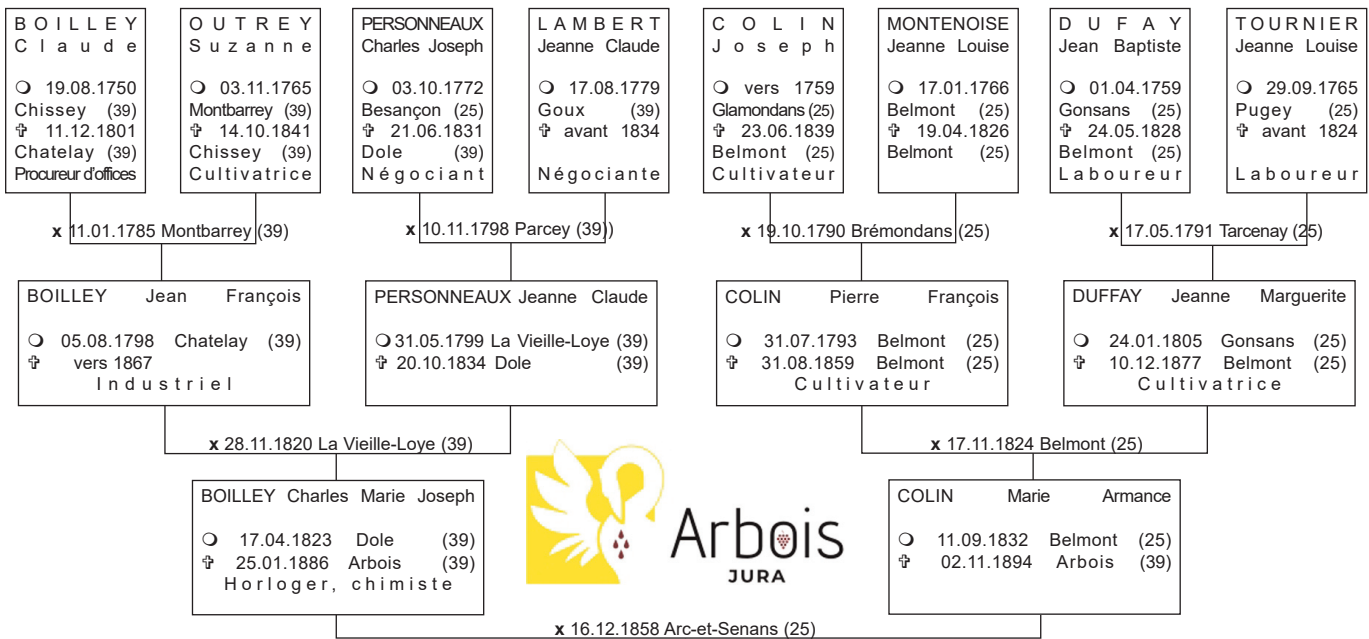 BOILLEY
Claude
❍ 19.08.1750
Chissey (39)
✞ 11.12.1801
Chatelay (39)
Procureur d'offices
OUTREY
Suzanne
❍ 03.11.1765
Montbarrey (39)
✞ 14.10.1841
Chissey (39)
Cultivatrice
PERSONNEAUX
Charles Joseph
❍ 03.10.1772
Besançon (25)
✞ 21.06.1831
Dole (39)
Négociant
LAMBERT
Jeanne Claude
❍ 17.08.1779
Goux (39)
✞ avant 1834
Négociante
COLIN
Joseph
❍ vers 1759
Glamondans (25)
✞ 23.06.1839
Belmont (25)
Cultivateur
MONTENOISE
Jeanne Louise
❍ 17.01.1766
Belmont (25)
✞ 19.04.1826
Belmont (25)
DUFAY
Jean Baptiste
❍ 01.04.1759
Gonsans (25)
✞ 24.05.1828
Belmont (25)
Laboureur
TOURNIER
Jeanne Louise
❍ 29.09.1765
Pugey (25)
✞ avant 1824
Laboureur
x 11.01.1785 Montbarrey (39)
x 10.11.1798 Parcey (39))
x 19.10.1790 Brémondans (25)
x 17.05.1791 Tarcenay (25)
BOILLEY Jean François
❍ 05.08.1798 Chatelay (39)
✞ vers 1867
Industriel
PERSONNEAUX Jeanne Claude
❍ 31.05.1799 La Vieille-Loye (39)
✞ 20.10.1834 Dole (39)
COLIN Pierre François
❍ 31.07.1793 Belmont (25)
✞ 31.08.1859 Belmont (25)
Cultivateur
DUFFAY Jeanne Marguerite
❍ 24.01.1805 Gonsans (25)
✞ 10.12.1877 Belmont (25)
Cultivatrice
x 28.11.1820 La Vieille-Loye (39)
x 17.11.1824 Belmont (25)
BOILLEY Charles Marie Joseph
❍ 17.04.1823 Dole (39)
✞ 25.01.1886 Arbois (39)
Horloger, chimiste
Arbois
JURA
COLIN Marie Armance
❍ 11.09.1832 Belmont (25)
✞ 02.11.1894 Arbois (39)
x 16.12.1858 Arc-et-Senans (25)